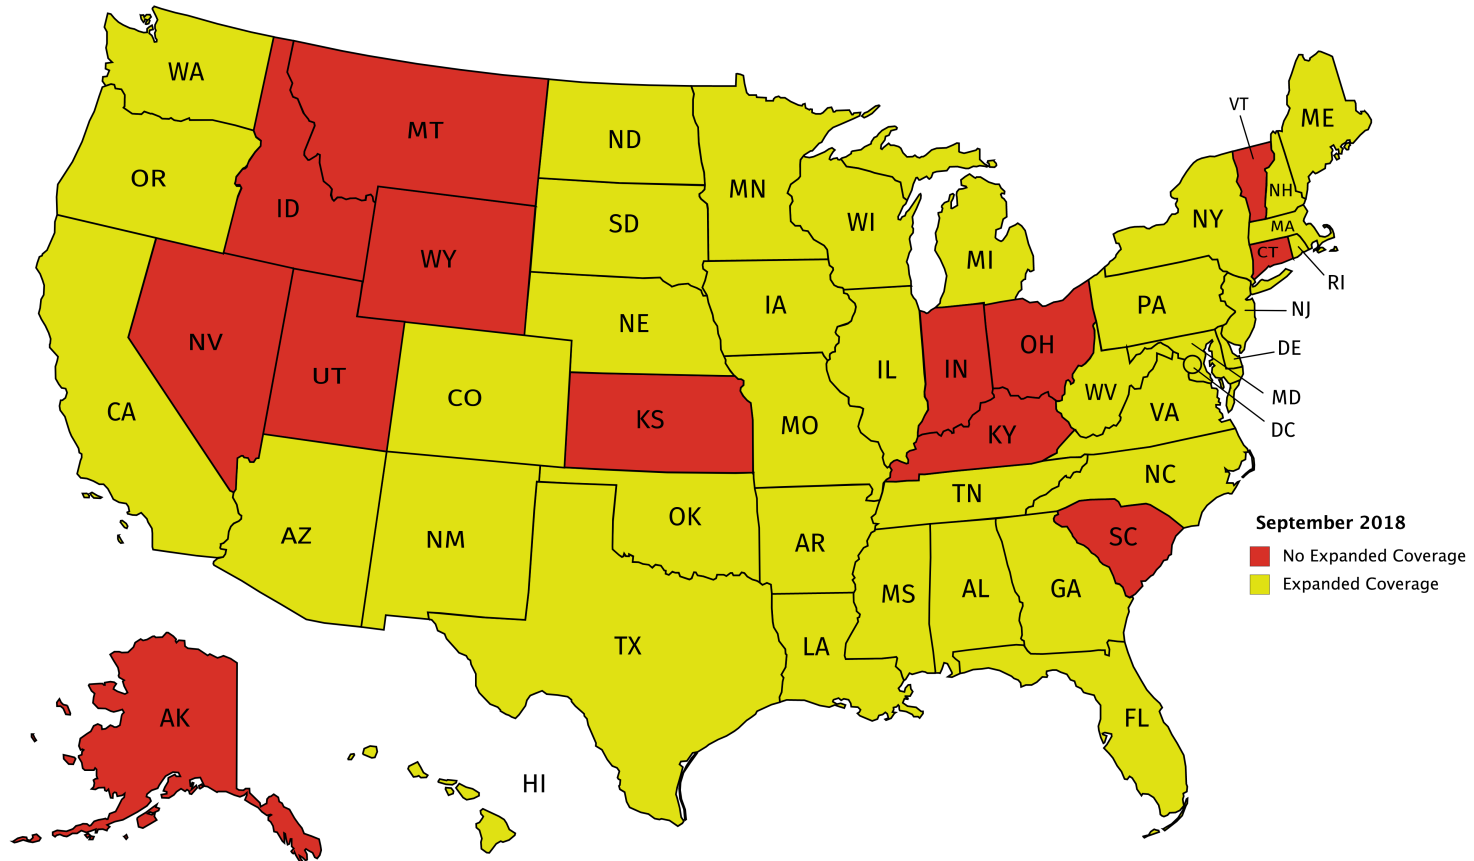 WA
MT
ND
MN
VT
ME
OR
ID
SD
WI
NH
NY
MA
WY
MI
CT
RI
NV
NE
IA
PA
NJ
UT
CO
KS
IL
IN
OH
DE
CA
MO
KY
WV
VA
MD
DC
AZ
NM
OK
TN
NC
AR
SC
September 2018
No Expanded Coverage
Expanded Coverage
TX
LA
MS
AL
GA
AK
HI
FL